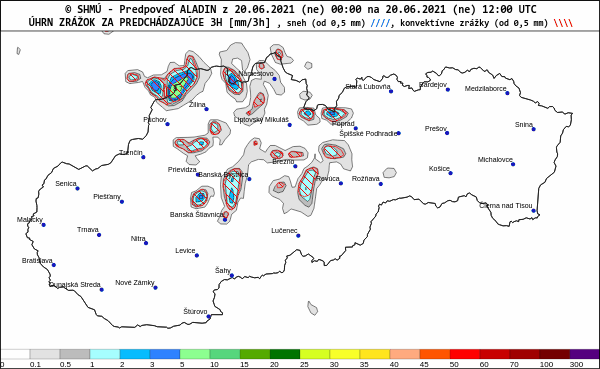 © SHMÚ - Predpoveď ALADIN z 20.06.2021 (ne) 00:00 na 20.06.2021 (ne) 12:00 UTC
ÚHRN ZRÁŽOK ZA PREDCHÁDZAJÚCE 3H [mm/3h] , sneh (od 0,5 mm) ////, konvektívne zrážky (od 0,5 mm) \\\\
Námestovo
Stará Ľubovňa
Bardejov
Medzilaborce
Žilina
Púchov
Liptovský Mikuláš
Poprad
Snina
Spišské Podhradie
Prešov
Trenčín
Brezno
Michalovce
Prievidza
Banská Bystrica
Košice
Revúca
Rožňava
Senica
Piešťany
Čierna nad Tisou
Malacky
Banská Štiavnica
Trnava
Nitra
Lučenec
Levice
Bratislava
Šahy
Dunajská Streda
Nové Zámky
Štúrovo
0 0.1 0.5 1 2 3 5 10 15 20 25 30 35 40 45 50 60 70 100 300